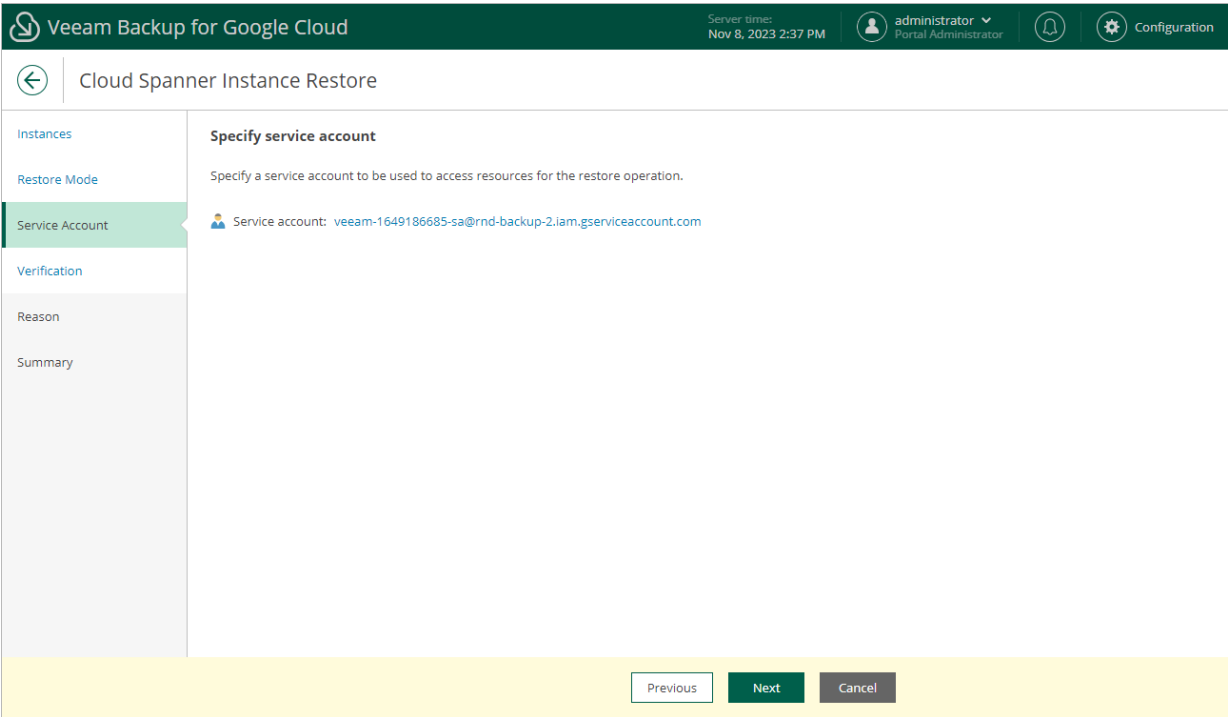 Veeam Backup for Google Cloud
Server time:
Nov 8, 2023 2:37 PM
administrator
Portal Administrator
Configuration
Cloud Spanner Instance Restore
Instances
Restore Mode
Service Account
Verification
Reason
Summary
Specify service account
Specify a service account to be used to access resources for the restore operation.
Service account: veeam-1649186685-sa@rnd-backup-2.iam.gserviceaccount.com
Previous
Next
Cancel